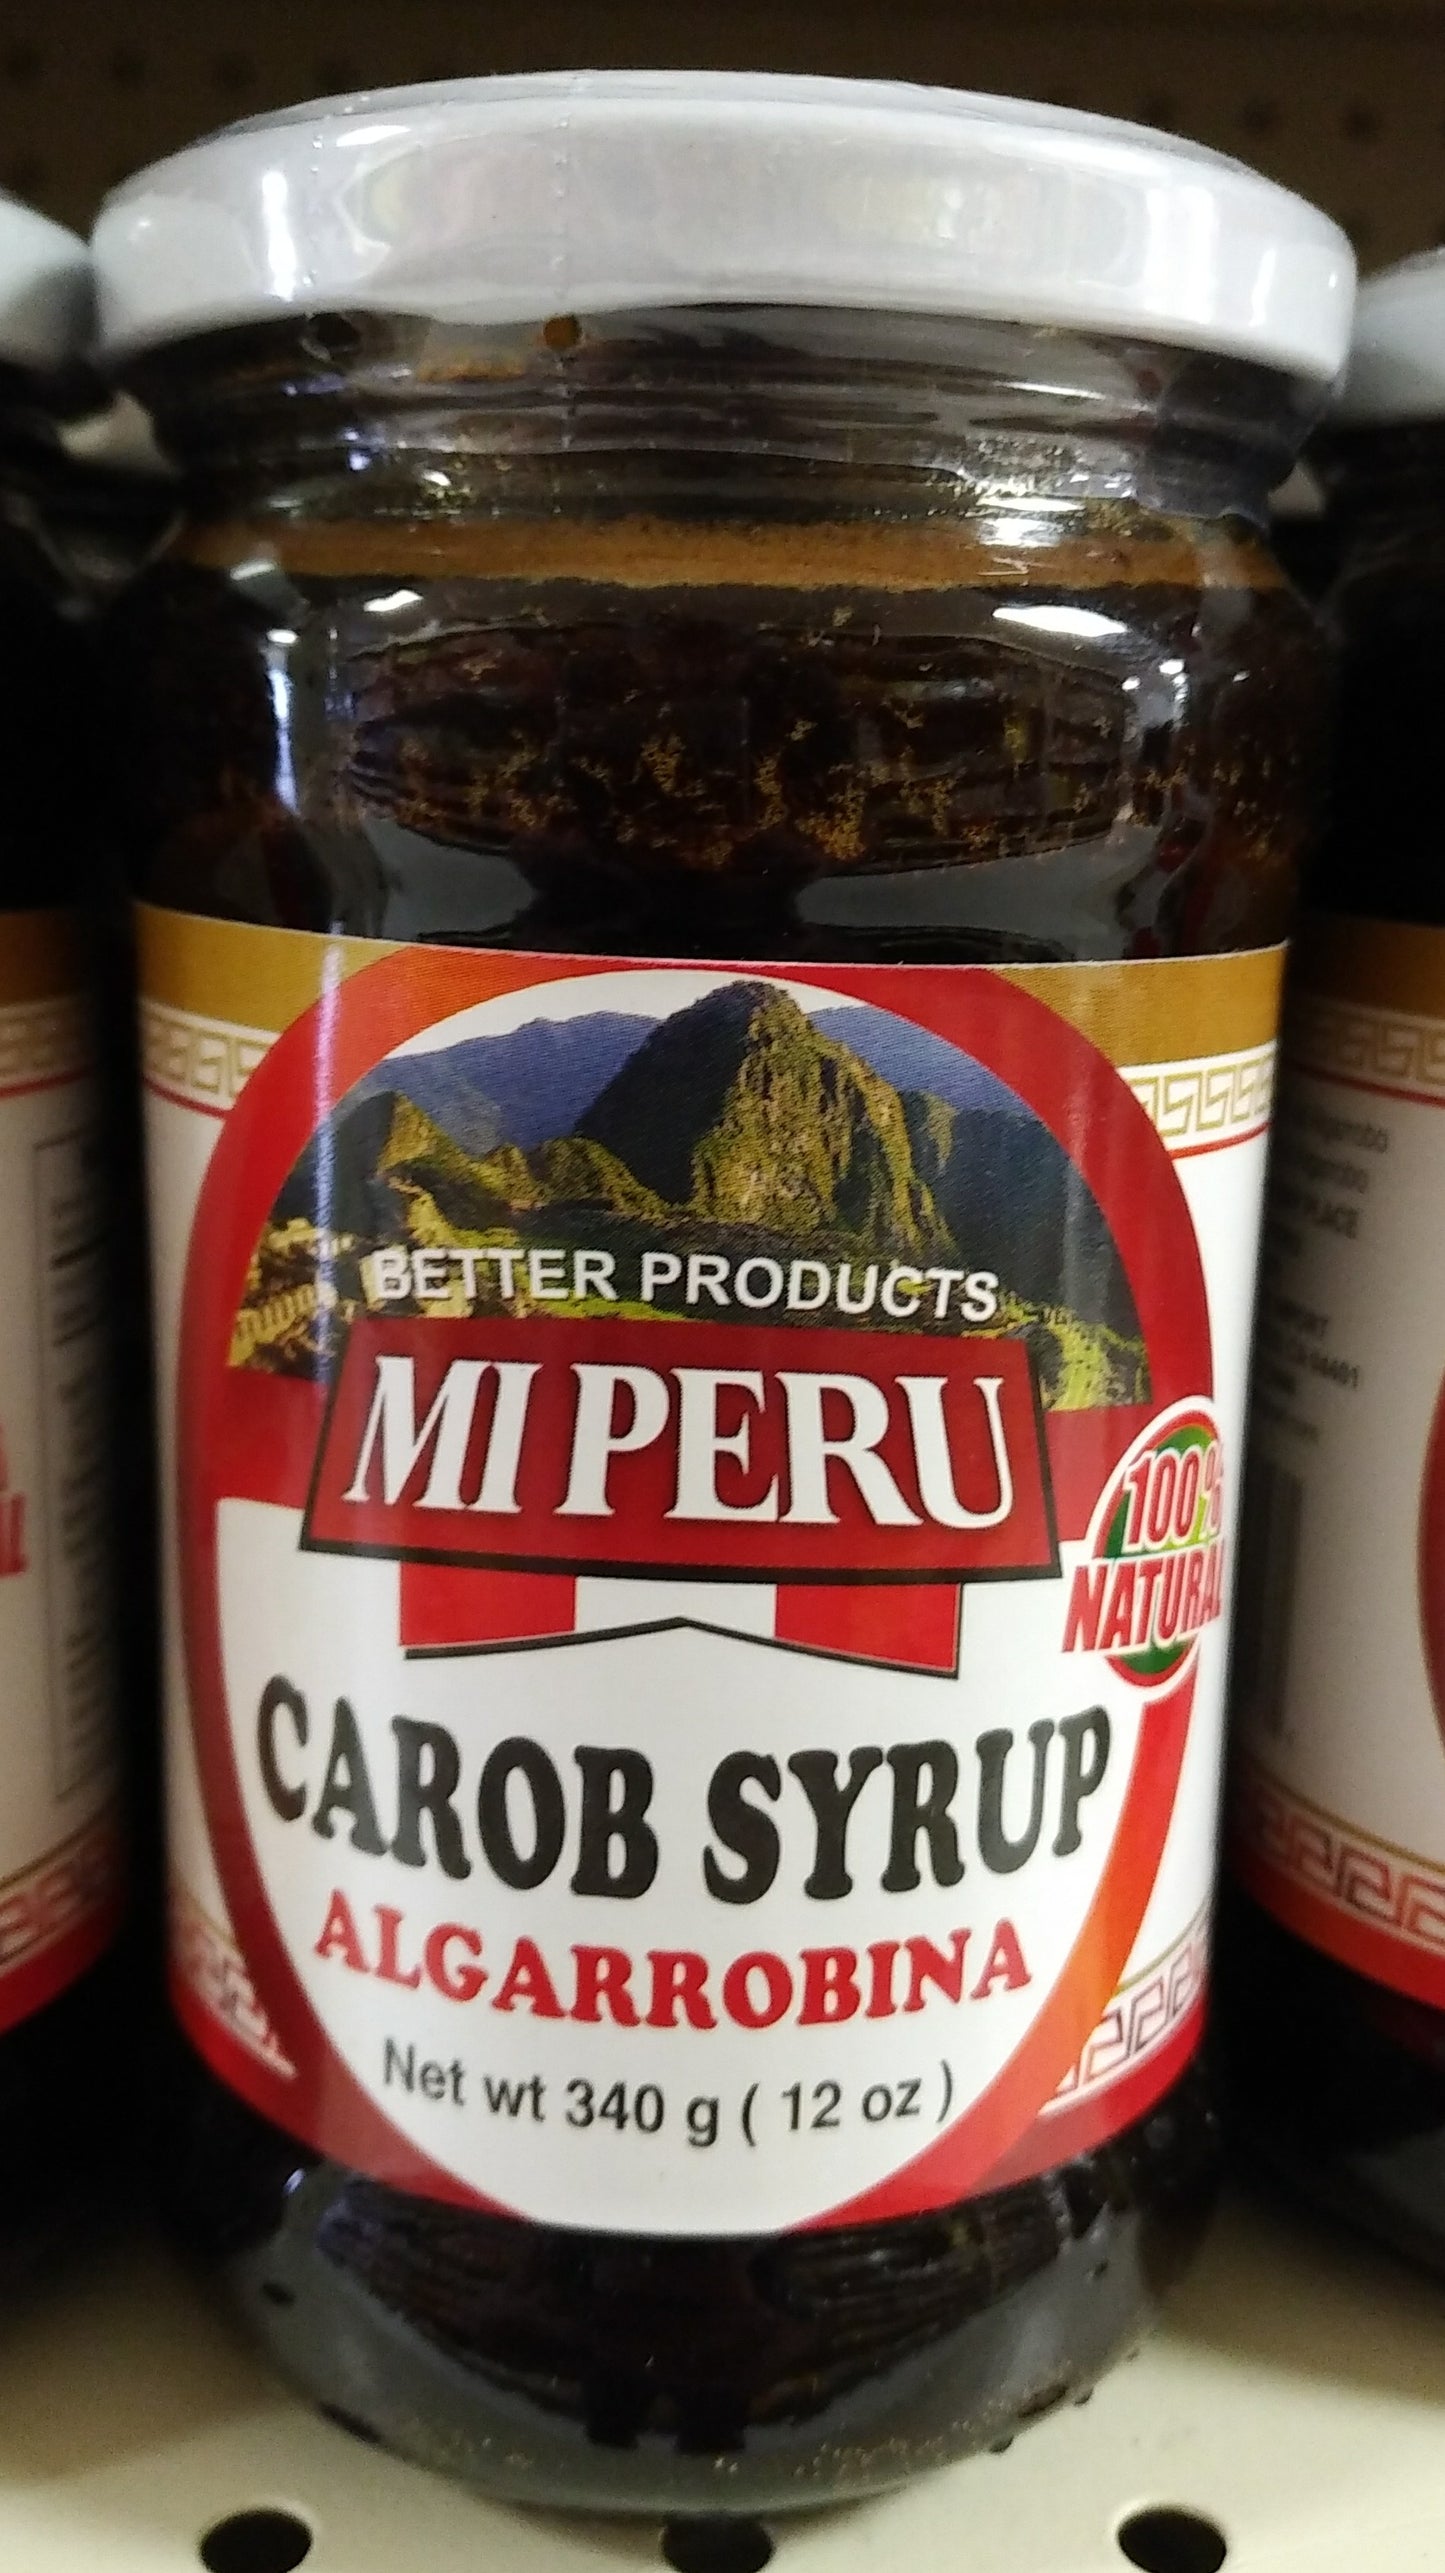 BETTER PRODUCTS
MI PERU
100%
NATURAL
CAROB SYRUP
ALGARROBINA
Net wt 340 g ( 12 oz )